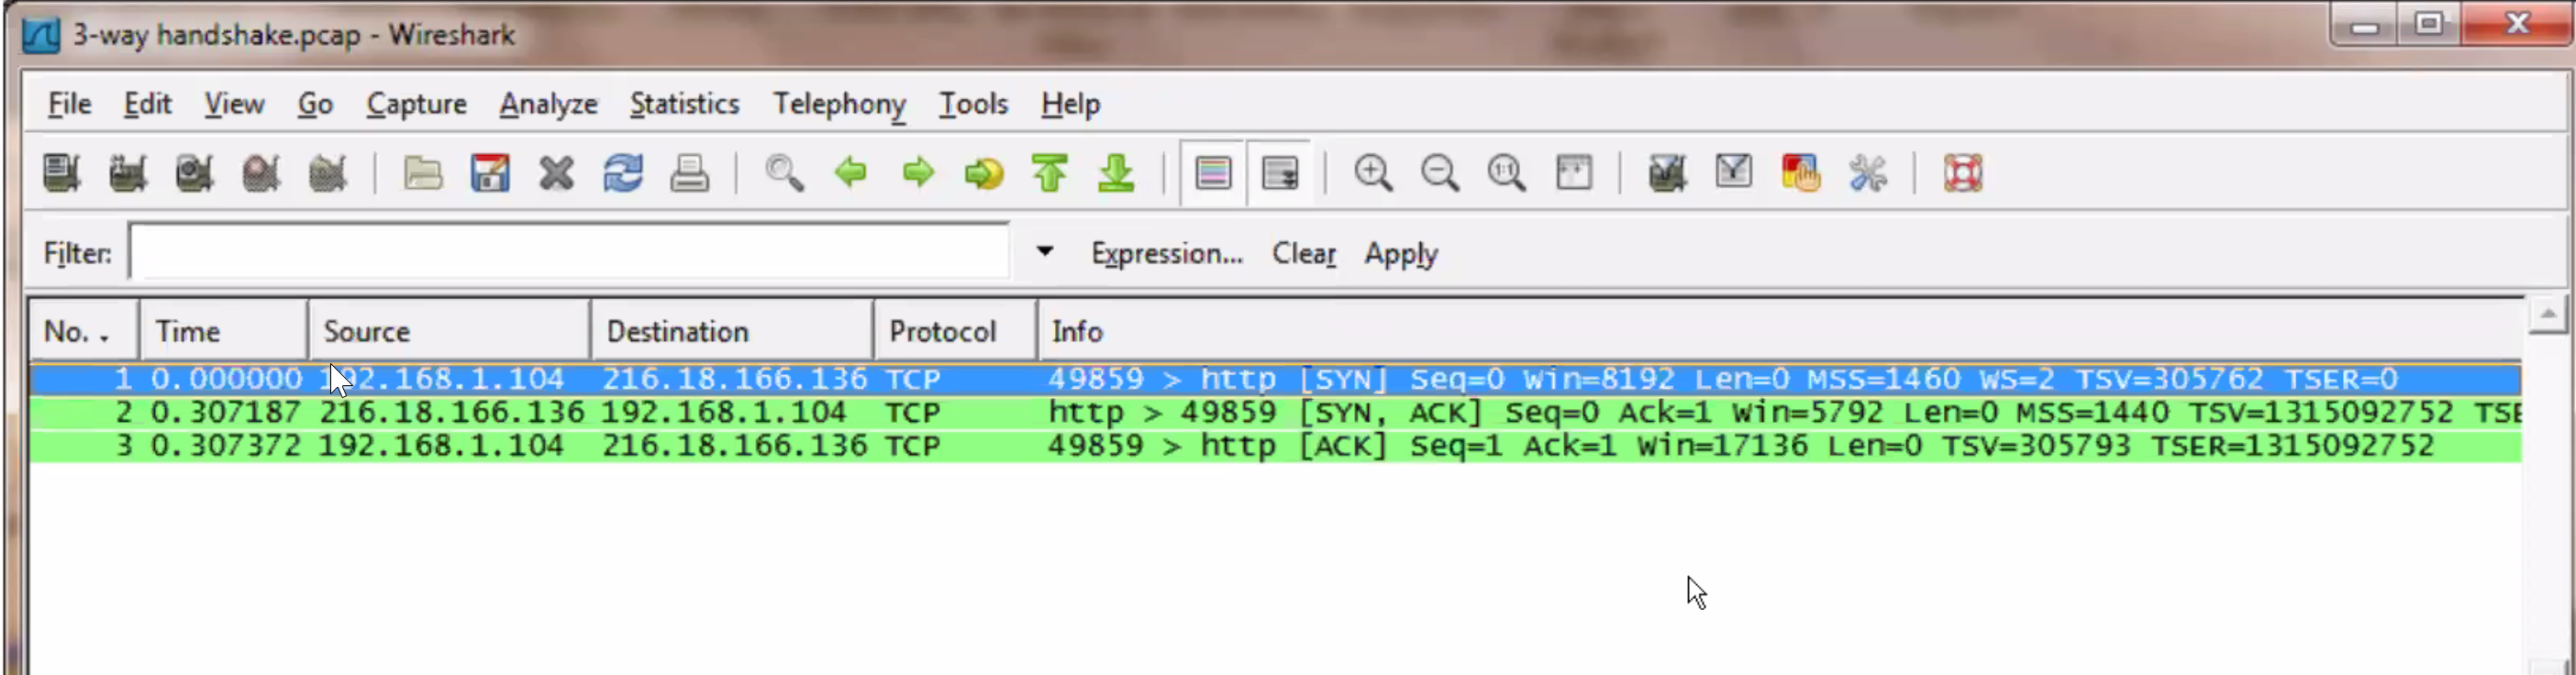 3-way handshake.pcap - Wireshark
File Edit View Go Capture Analyze Statistics Telephony Tools Help
1:1
Filter: Expression... Clear Apply
No. Time Source Destination Protocol Info
1 0.000000 192.168.1.104 216.18.166.136 TCP 49859 > http [SYN] Seq=0 Win=8192 Len=0 MSS=1460 WS=2 TSV=305762 TSER=0
2 0.307187 216.18.166.136 192.168.1.104 TCP http > 49859 [SYN, ACK] Seq=0 Ack=1 Win=5792 Len=0 MSS=1440 TSV=1315092752 TSE
3 0.307372 192.168.1.104 216.18.166.136 TCP 49859 > http [ACK] Seq=1 Ack=1 Win=17136 Len=0 TSV=305793 TSER=1315092752